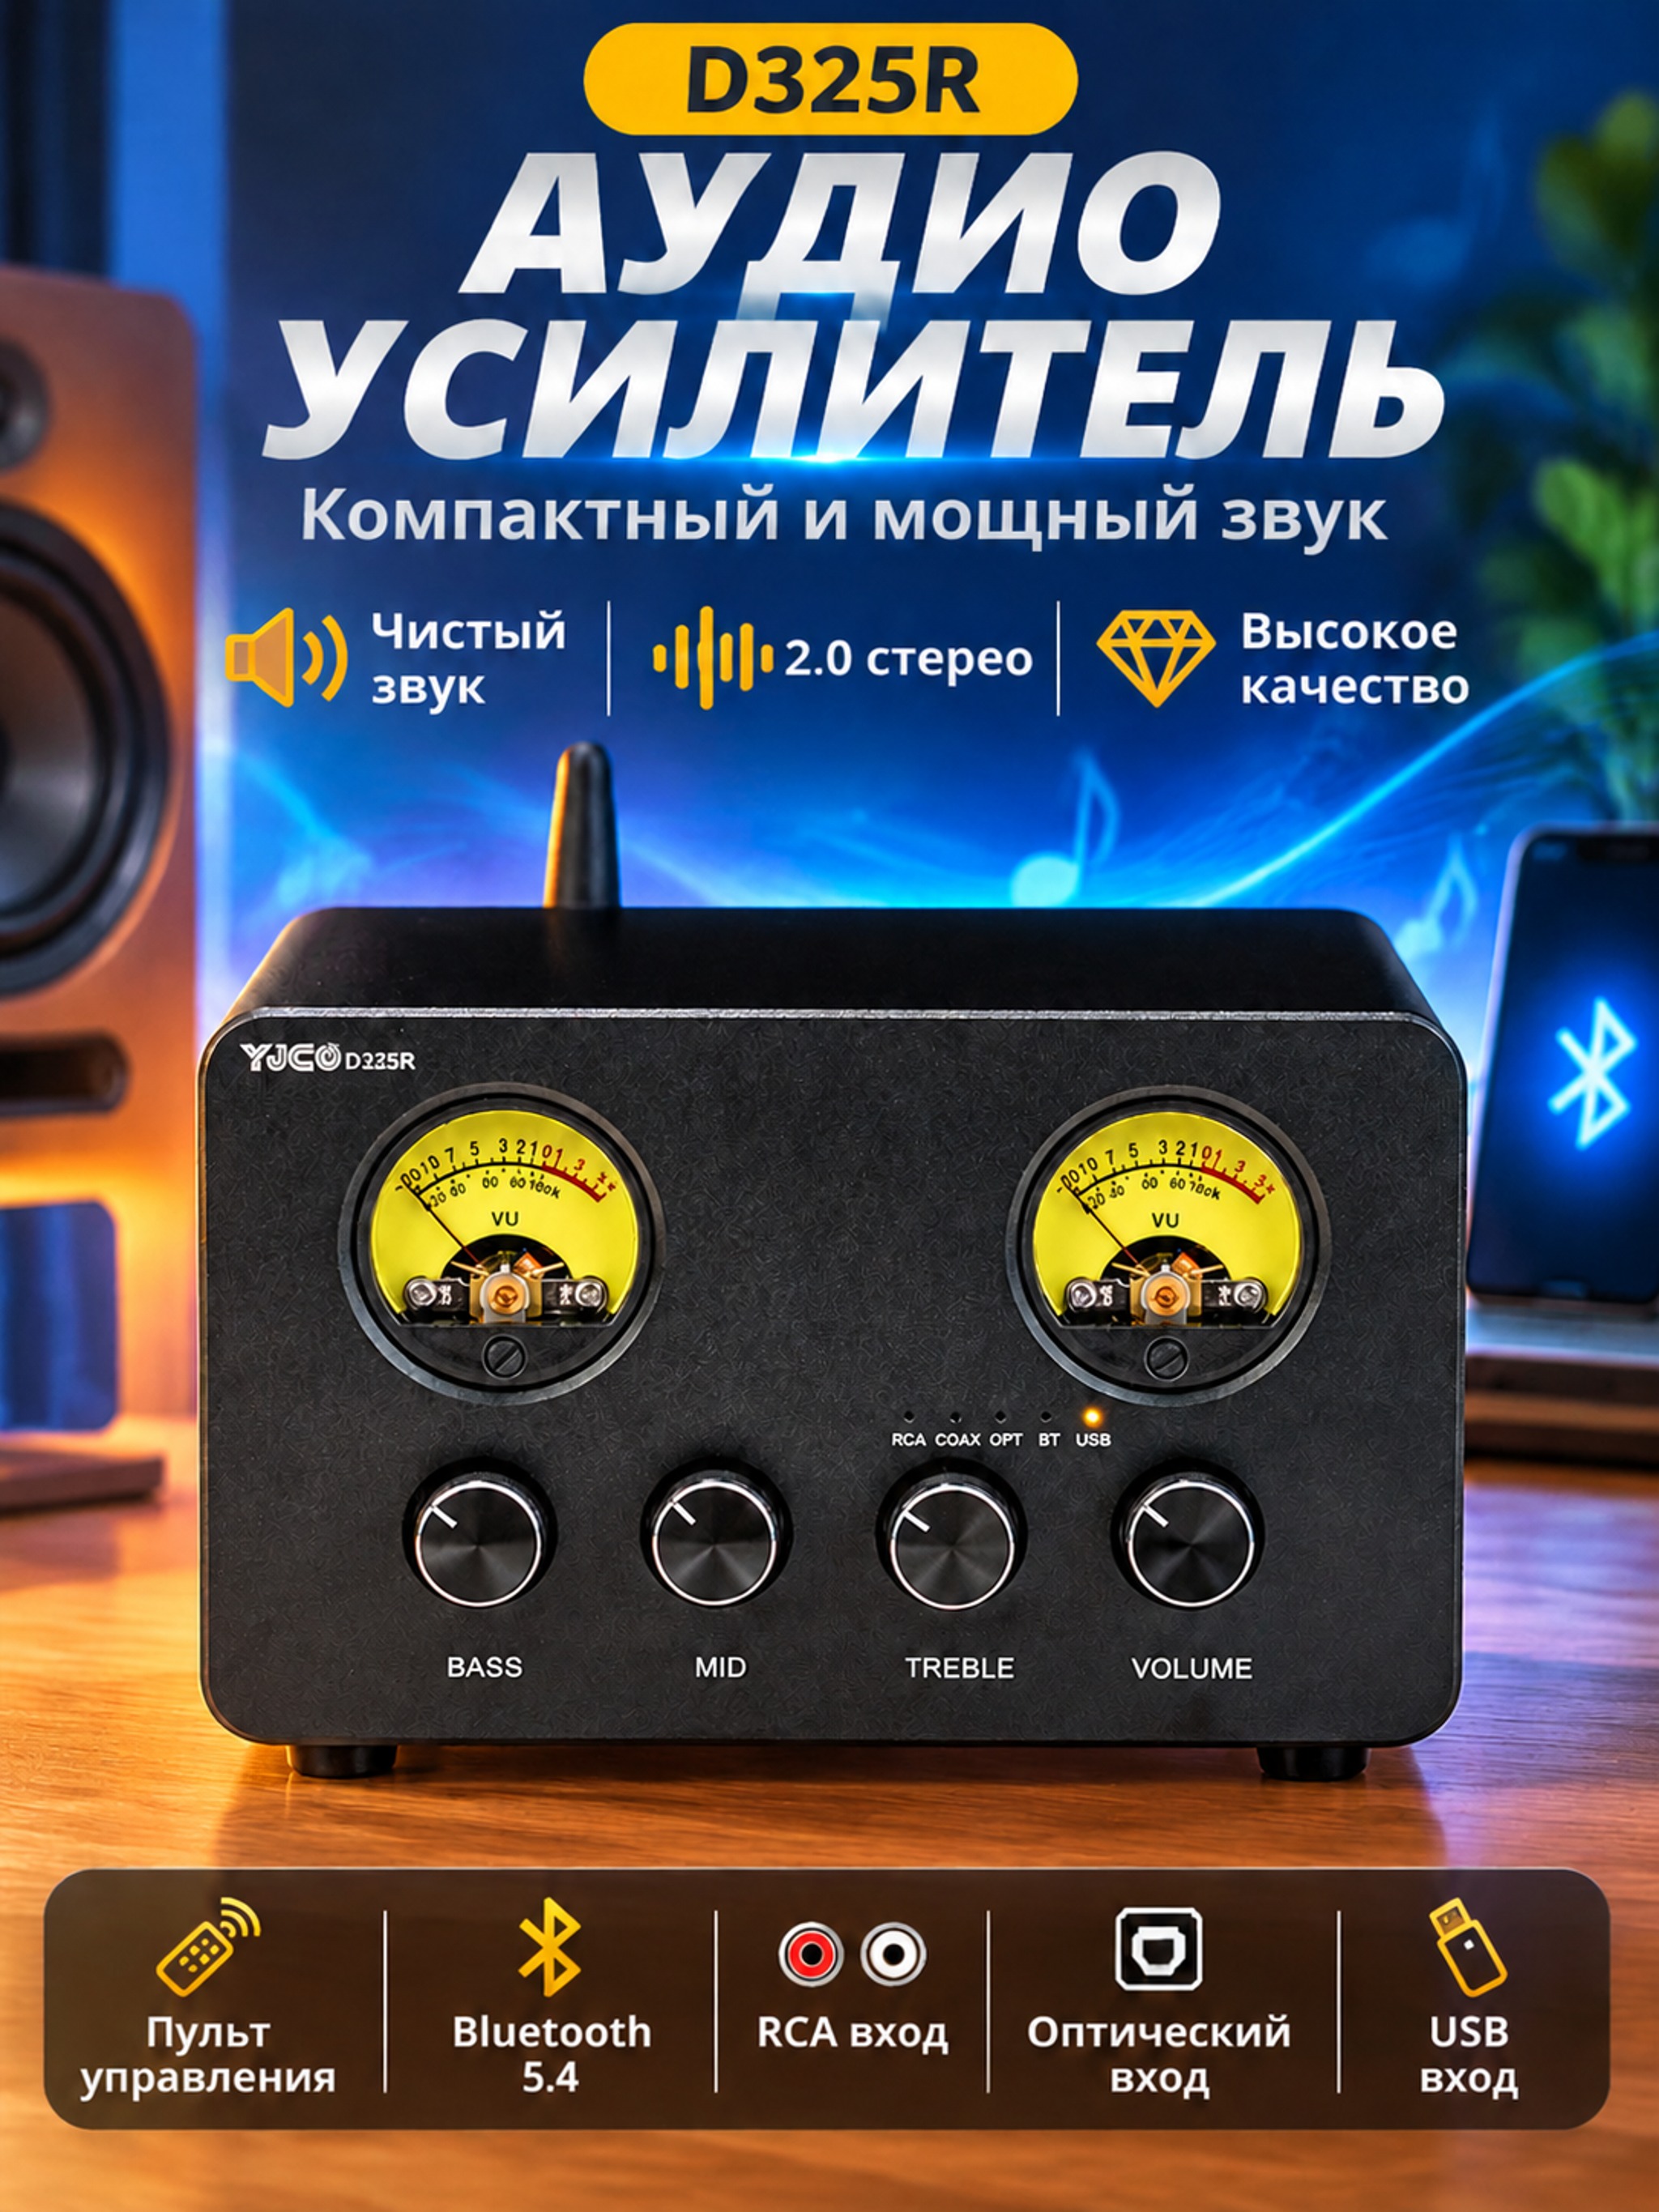 D325R
АУДИО
УСИЛИТЕЛЬ
Компактный и мощный звук
Чистый
звук
2.0 стерео
Высокое
качество
YJCO D325R
VU
VU
RCA COAX OPT BT USB
BASS MID TREBLE VOLUME
Пульт
управления
Bluetooth
5.4
RCA вход
Оптический
вход
USB
вход